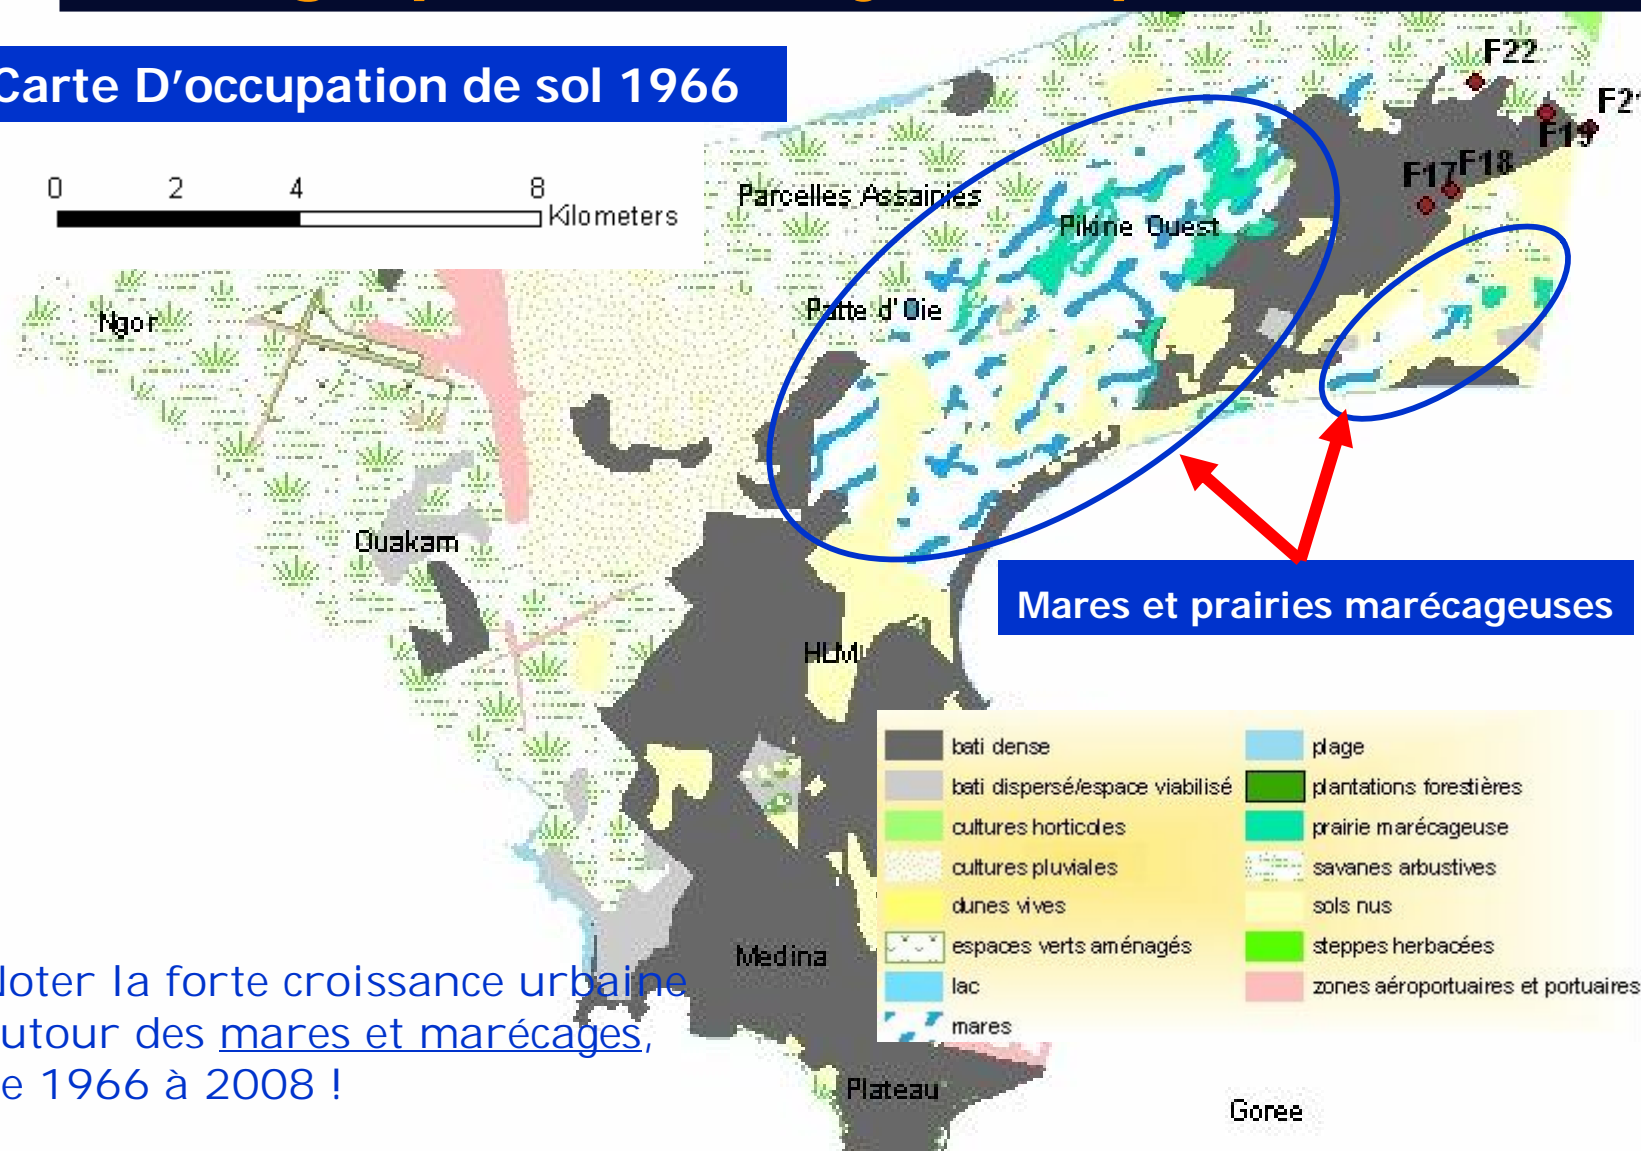 Carte D'occupation de sol 1966
0 2 4 8
Kilometers
F22
F19
F17 F18
Parcelles Assainies
Pikine Ouest
Patte d'Oie
Ngor
Ouakam
Mares et prairies marécageuses
HLM
bati dense
bati dispersé/espace viabilisé
cultures horticoles
cultures pluviales
dunes vives
espaces verts aménagés
lac
mares
plage
plantations forestières
prairie marécageuse
savanes arbustives
sols nus
steppes herbacées
zones aéroportuaires et portuaires
Medina
Noter la forte croissance urbaine
autour des mares et marécages,
de 1966 à 2008 !
Plateau
Goree